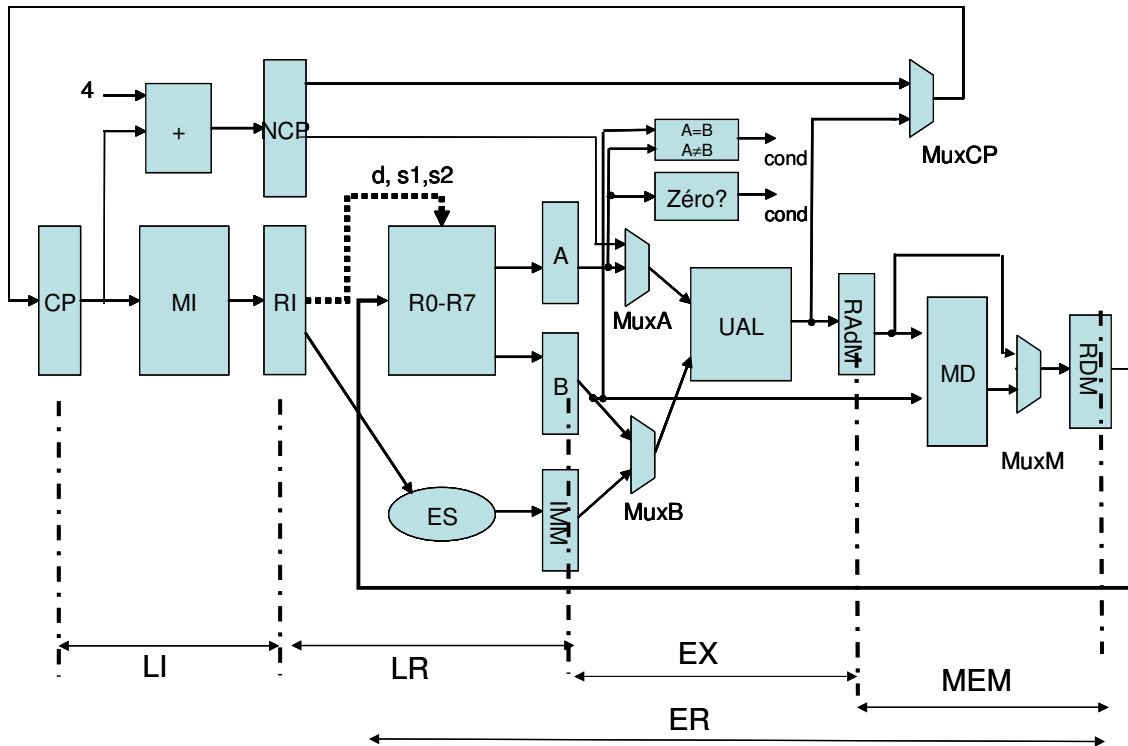 4
+
NCP
A=B
A≠B
cond
MuxCP
d, s1,s2
Zéro?
cond
CP
MI
RI
R0-R7
A
MuxA
UAL
RAdM
MD
RDM
B
MuxM
ES
IMM
MuxB
LI
LR
EX
MEM
ER